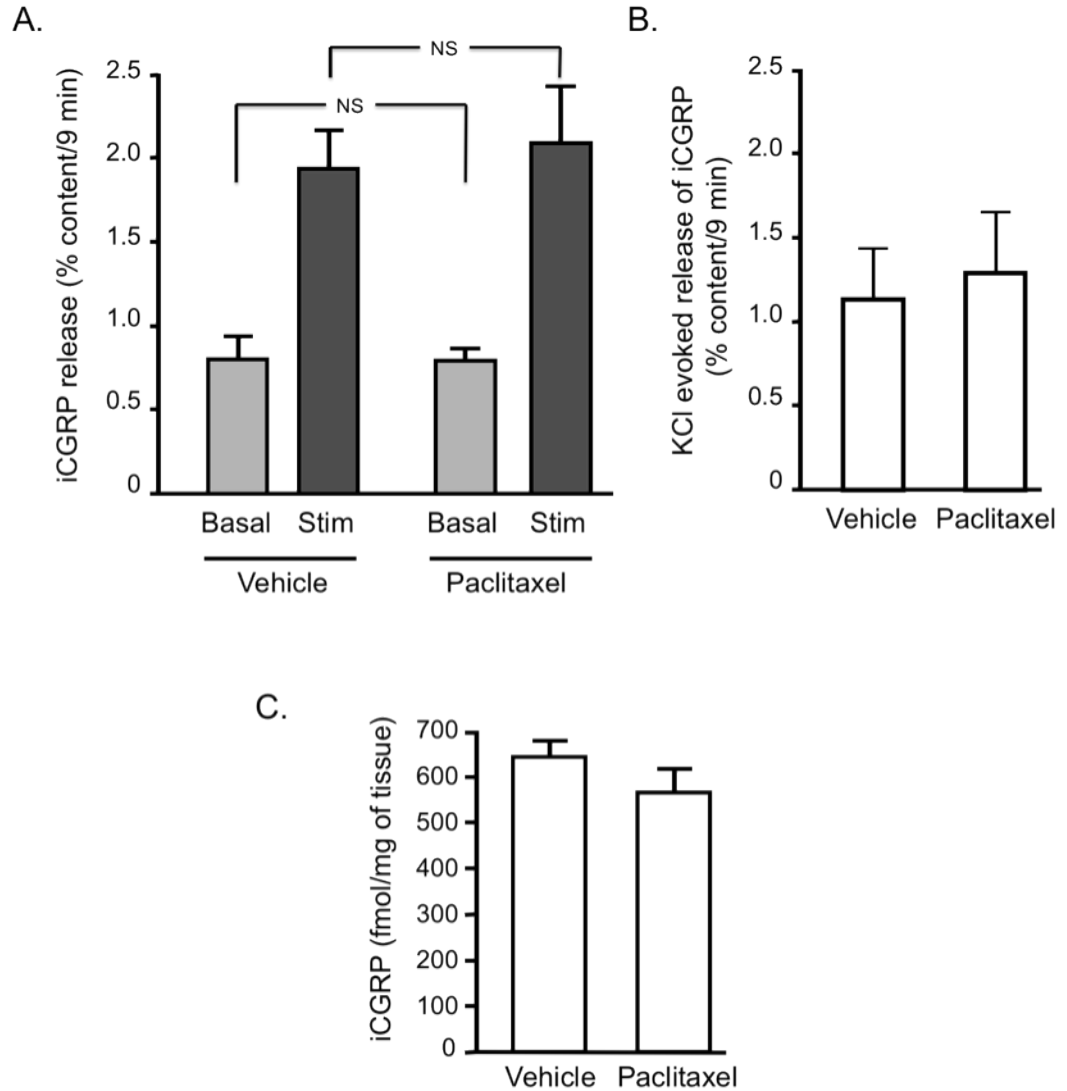 A.
NS
NS
iCGRP release (% content/9 min)
2.5
2.0
1.5
1.0
0.5
0
Basal Stim Basal Stim
Vehicle Paclitaxel
B.
KCl evoked release of iCGRP
(% content/9 min)
2.5
2.0
1.5
1.0
0.5
0
Vehicle Paclitaxel
C.
iCGRP (fmol/mg of tissue)
700
600
500
400
300
200
100
0
Vehicle Paclitaxel